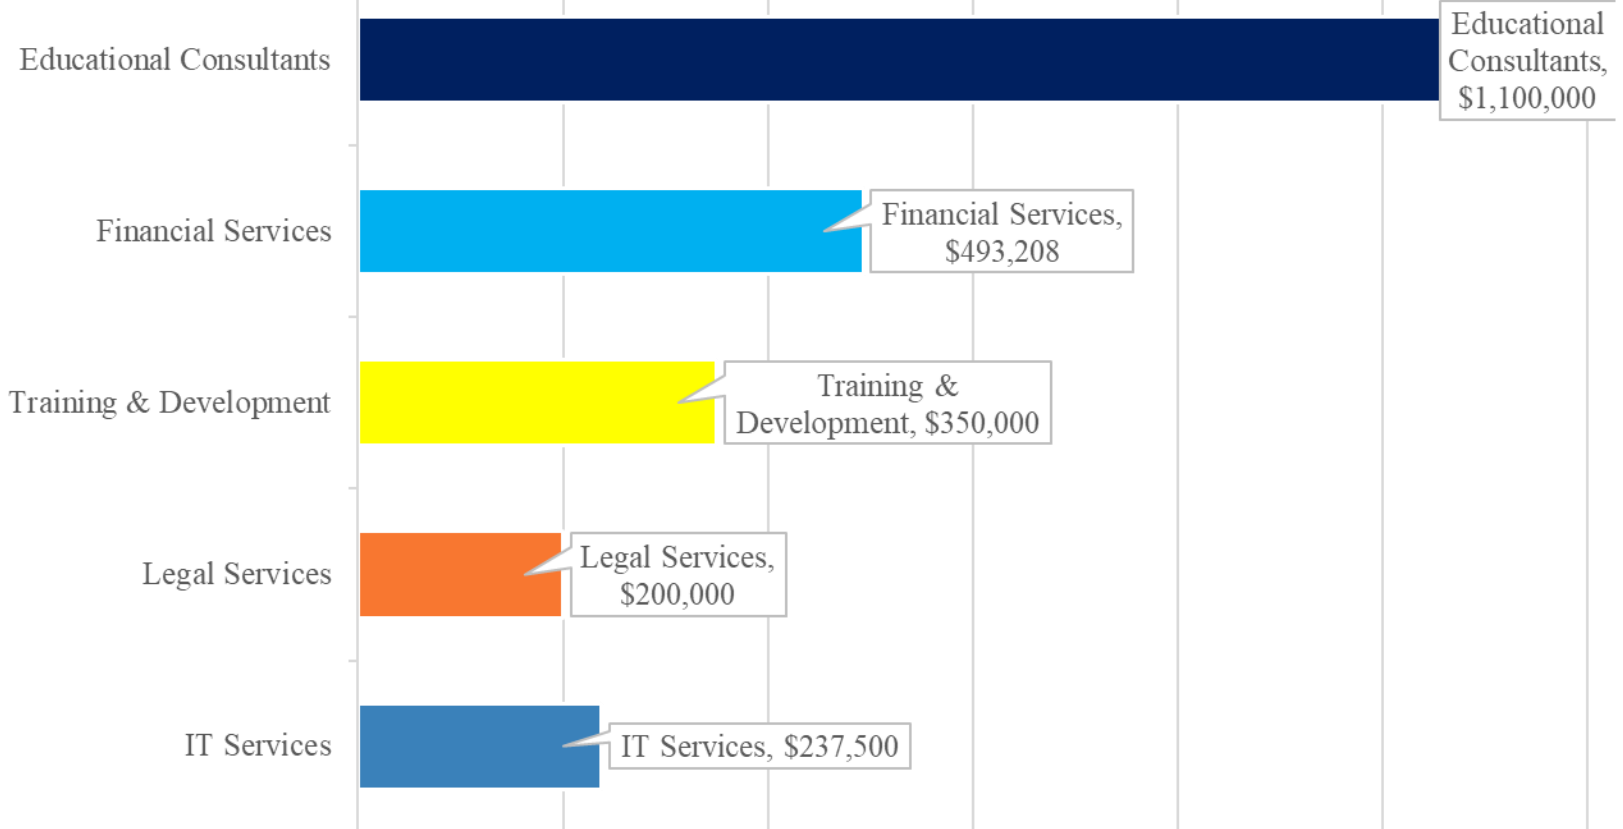 Educational Consultants
Educational
Consultants,
$1,100,000
Financial Services
Financial Services,
$493,208
Training & Development
Training &
Development, $350,000
Legal Services
Legal Services,
$200,000
IT Services
IT Services, $237,500